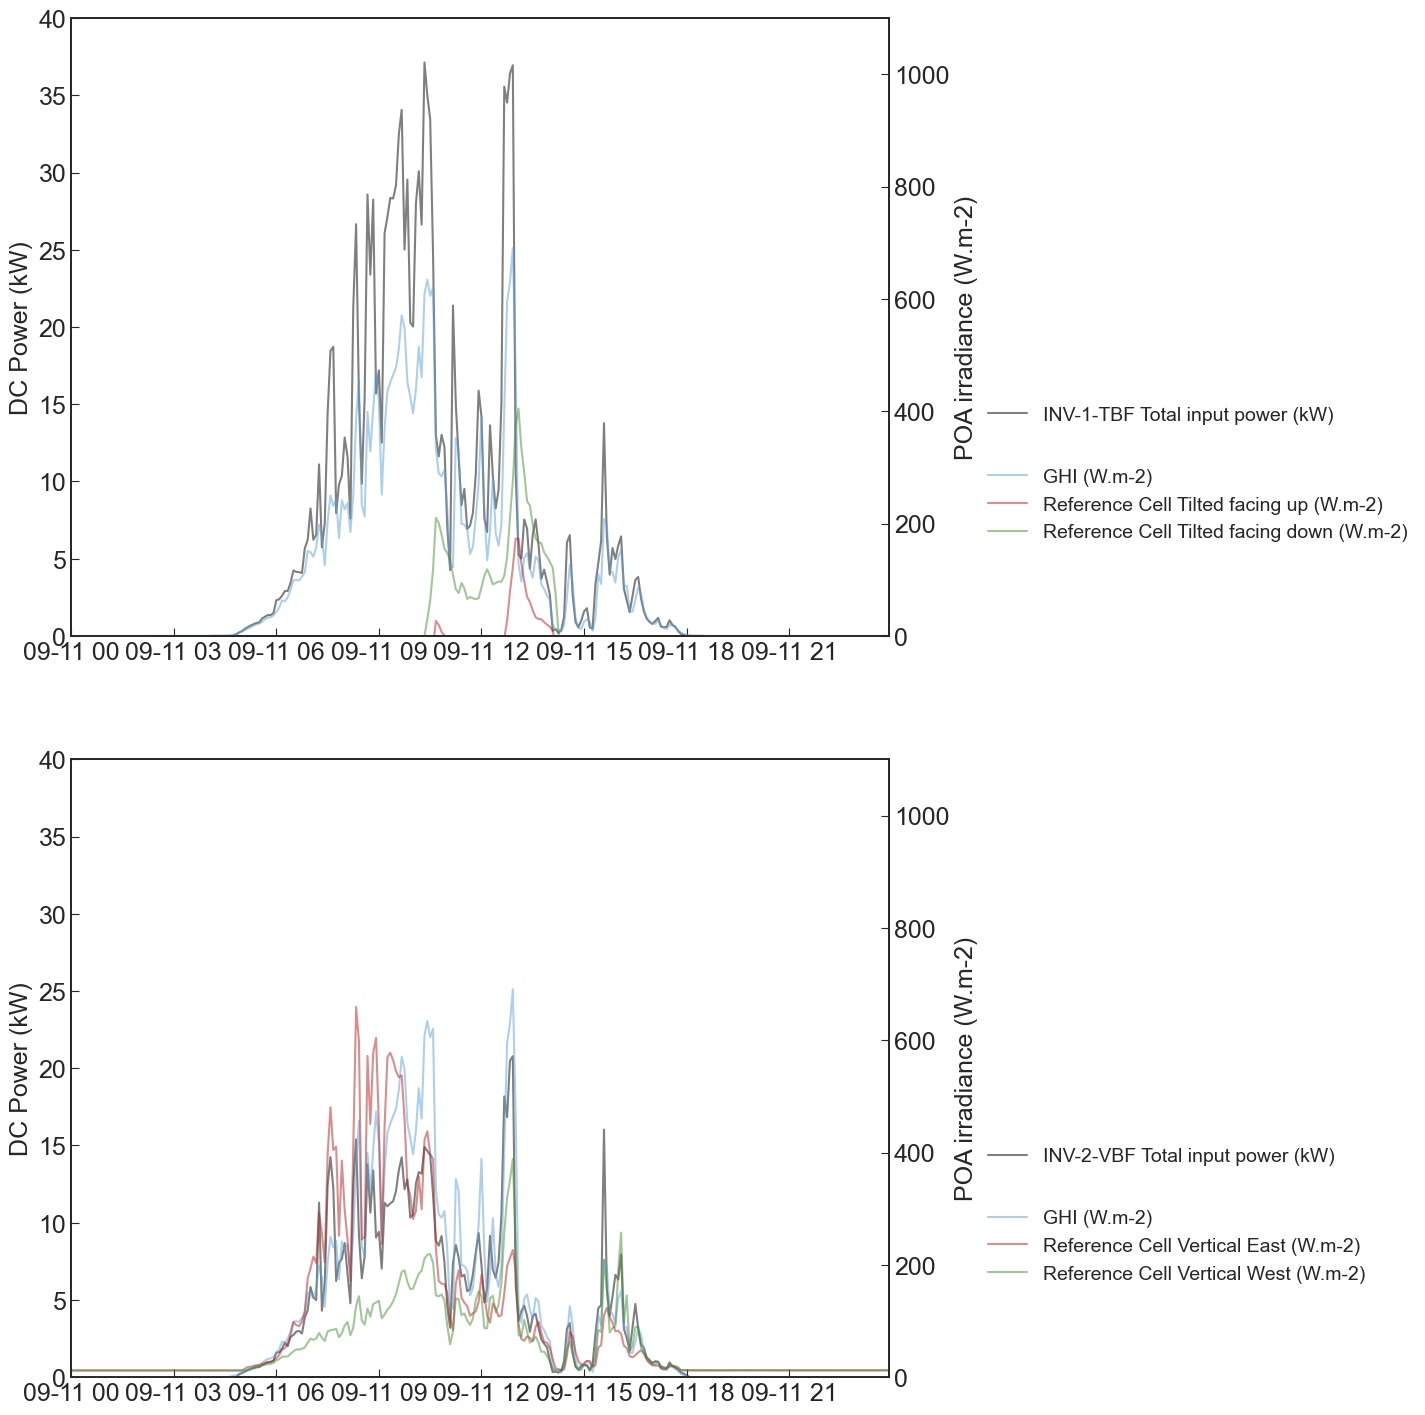 40
35
30
25
20
15
10
5
0
DC Power (kW)
1000
800
600
400
200
0
POA irradiance (W.m-2)
09-11 00 09-11 03 09-11 06 09-11 09 09-11 12 09-11 15 09-11 18 09-11 21
INV-1-TBF Total input power (kW)
GHI (W.m-2)
Reference Cell Tilted facing up (W.m-2)
Reference Cell Tilted facing down (W.m-2)
40
35
30
25
20
15
10
5
0
DC Power (kW)
1000
800
600
400
200
0
POA irradiance (W.m-2)
09-11 00 09-11 03 09-11 06 09-11 09 09-11 12 09-11 15 09-11 18 09-11 21
INV-2-VBF Total input power (kW)
GHI (W.m-2)
Reference Cell Vertical East (W.m-2)
Reference Cell Vertical West (W.m-2)